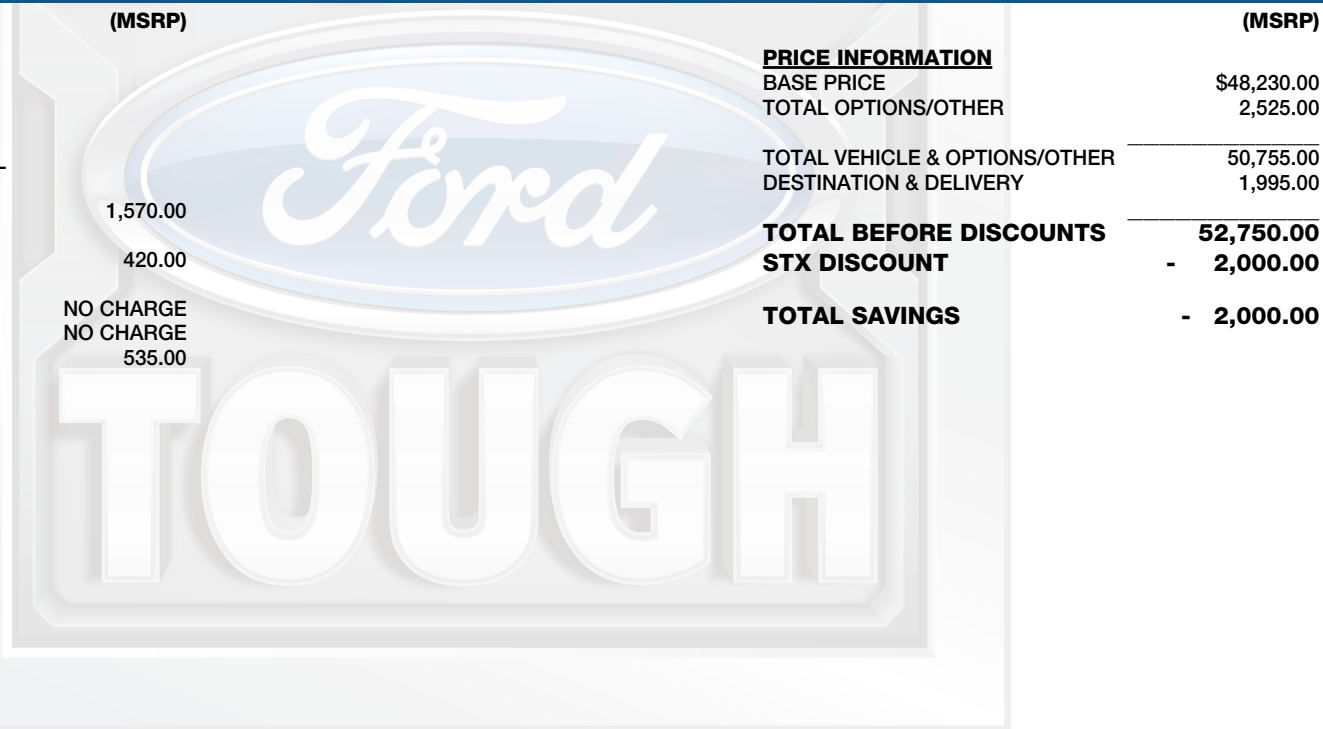 (MSRP)
1,570.00
420.00
NO CHARGE
NO CHARGE
535.00
Ford
TOUGH
(MSRP)
PRICE INFORMATION
BASE PRICE $48,230.00
TOTAL OPTIONS/OTHER 2,525.00
TOTAL VEHICLE & OPTIONS/OTHER 50,755.00
DESTINATION & DELIVERY 1,995.00
TOTAL BEFORE DISCOUNTS 52,750.00
STX DISCOUNT - 2,000.00
TOTAL SAVINGS - 2,000.00